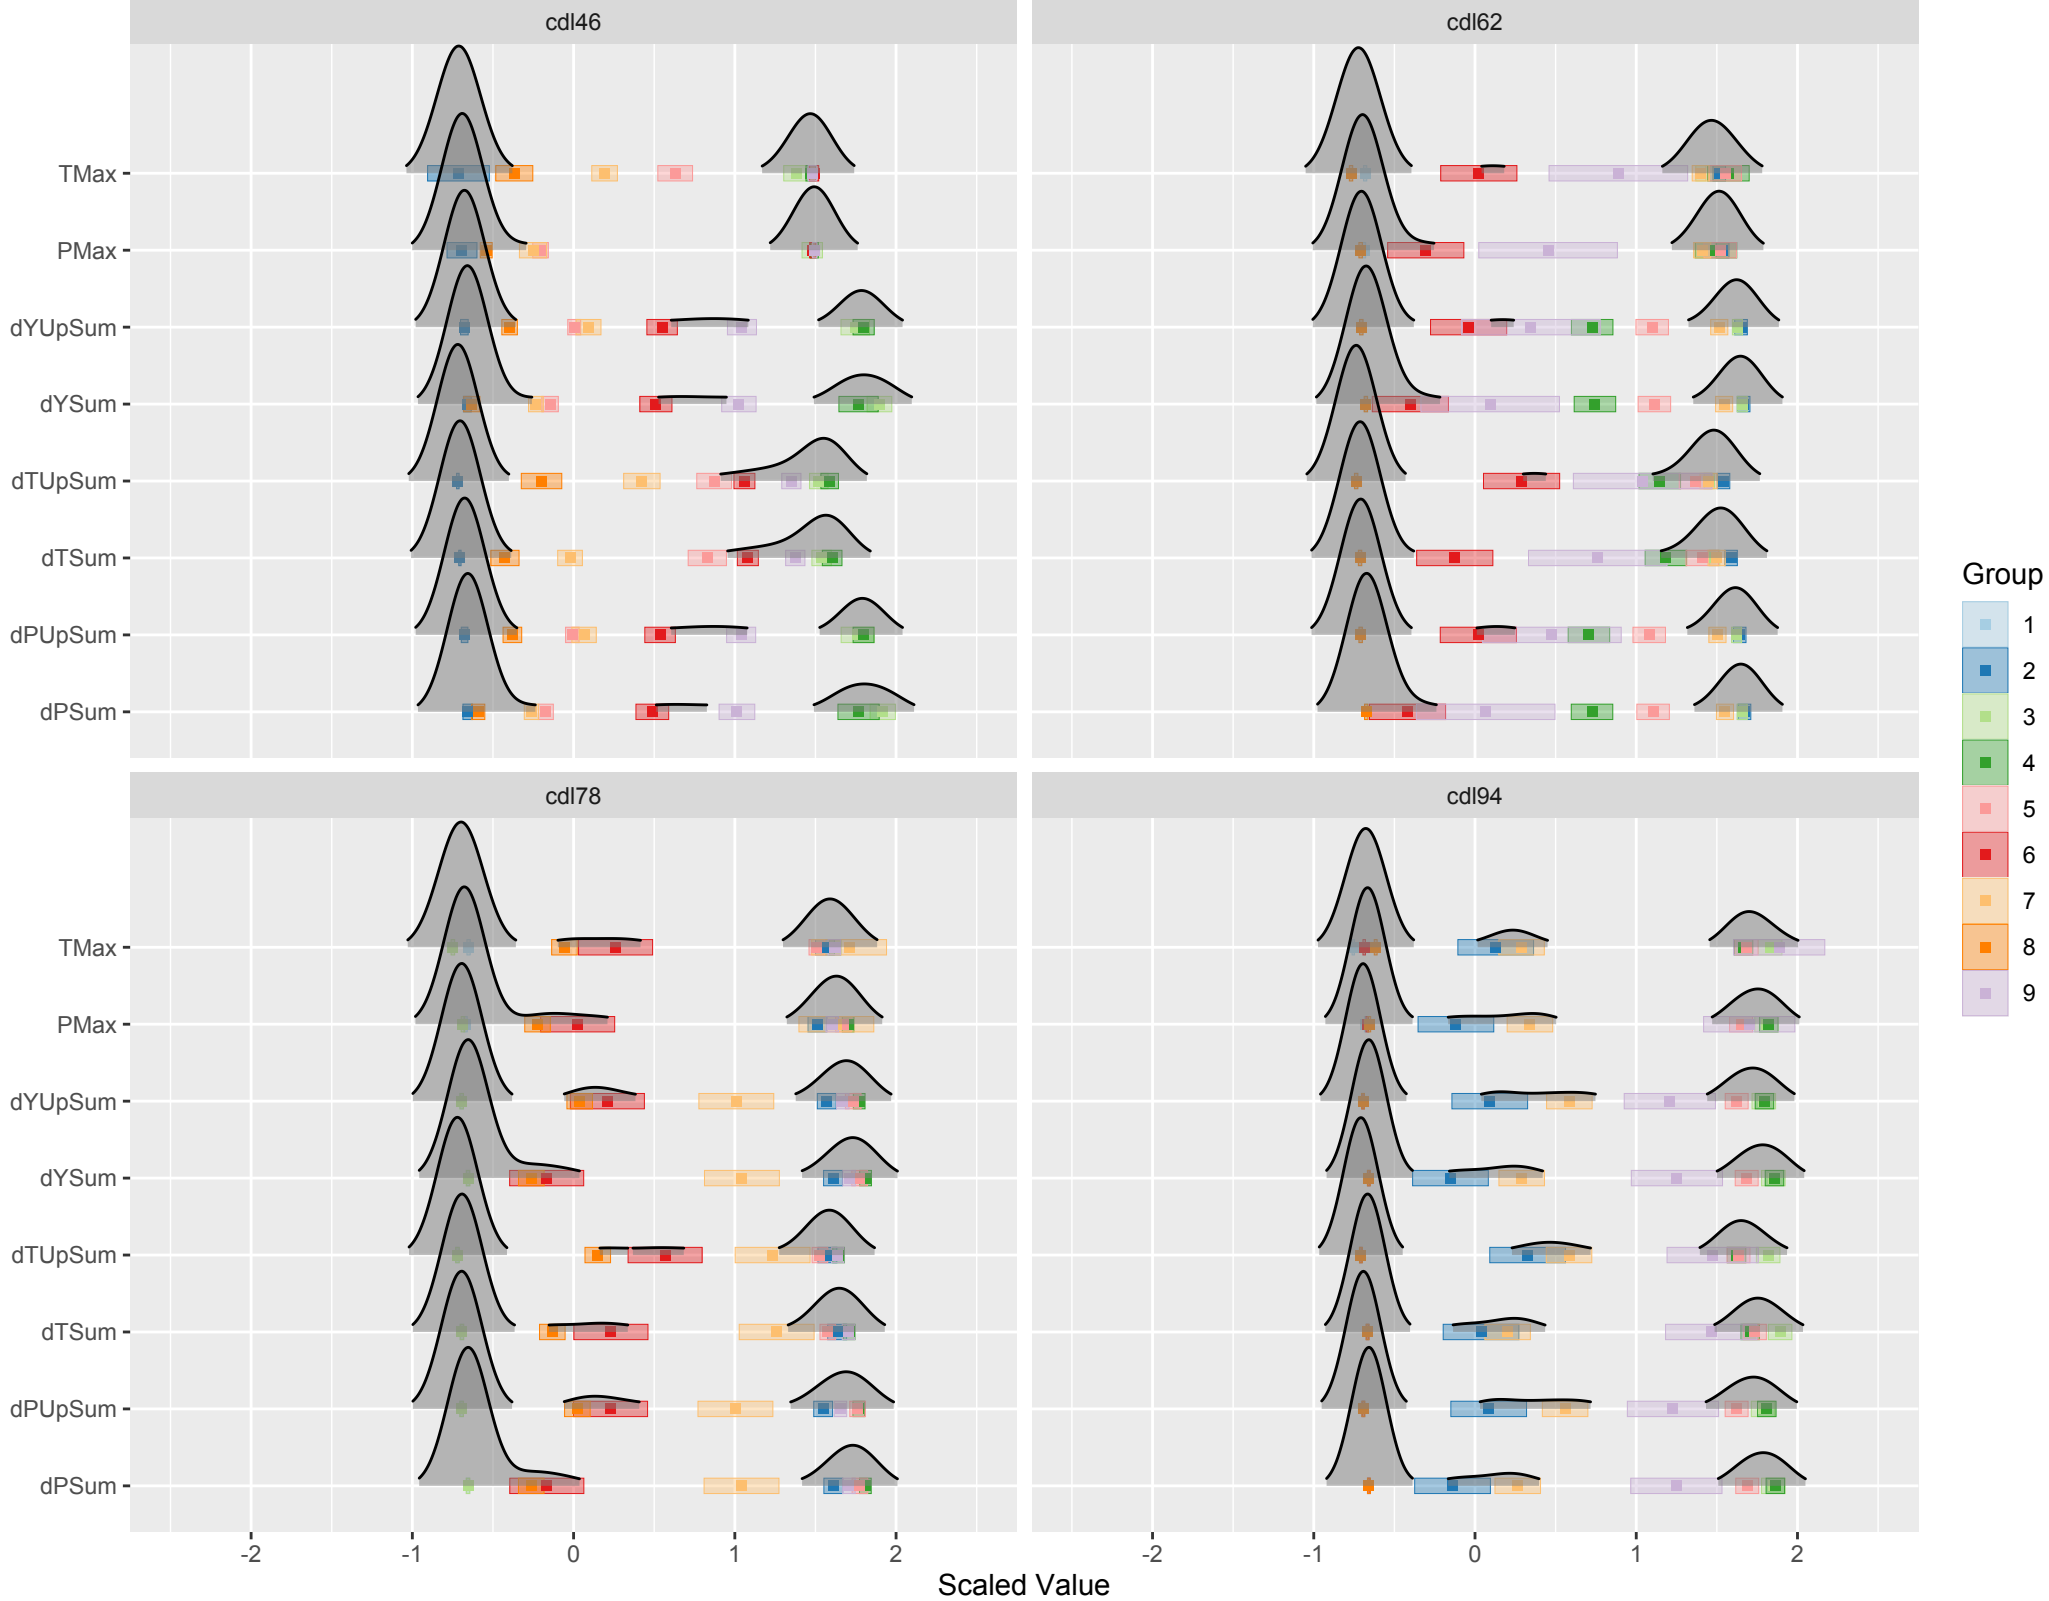 cdl46
cdl62
TMax
PMax
dYUpSum
dYSum
dTUpSum
dTSum
dPUpSum
dPSum
cdl78
cdl94
TMax
PMax
dYUpSum
dYSum
dTUpSum
dTSum
dPUpSum
dPSum
-2 -1 0 1 2
-2 -1 0 1 2
Scaled Value
Group
1
2
3
4
5
6
7
8
9